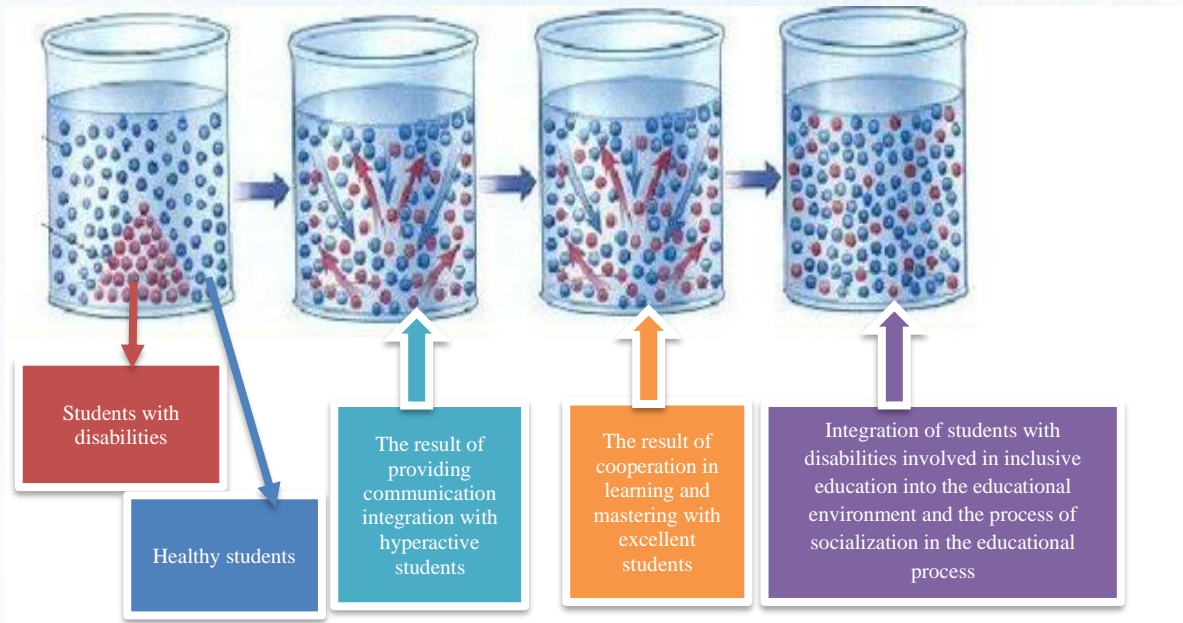 Students with
disabilities
Healthy students
The result of
providing
communication
integration with
hyperactive
students
The result of
cooperation in
learning and
mastering with
excellent
students
Integration of students with
disabilities involved in inclusive
education into the educational
environment and the process of
socialization in the educational
process